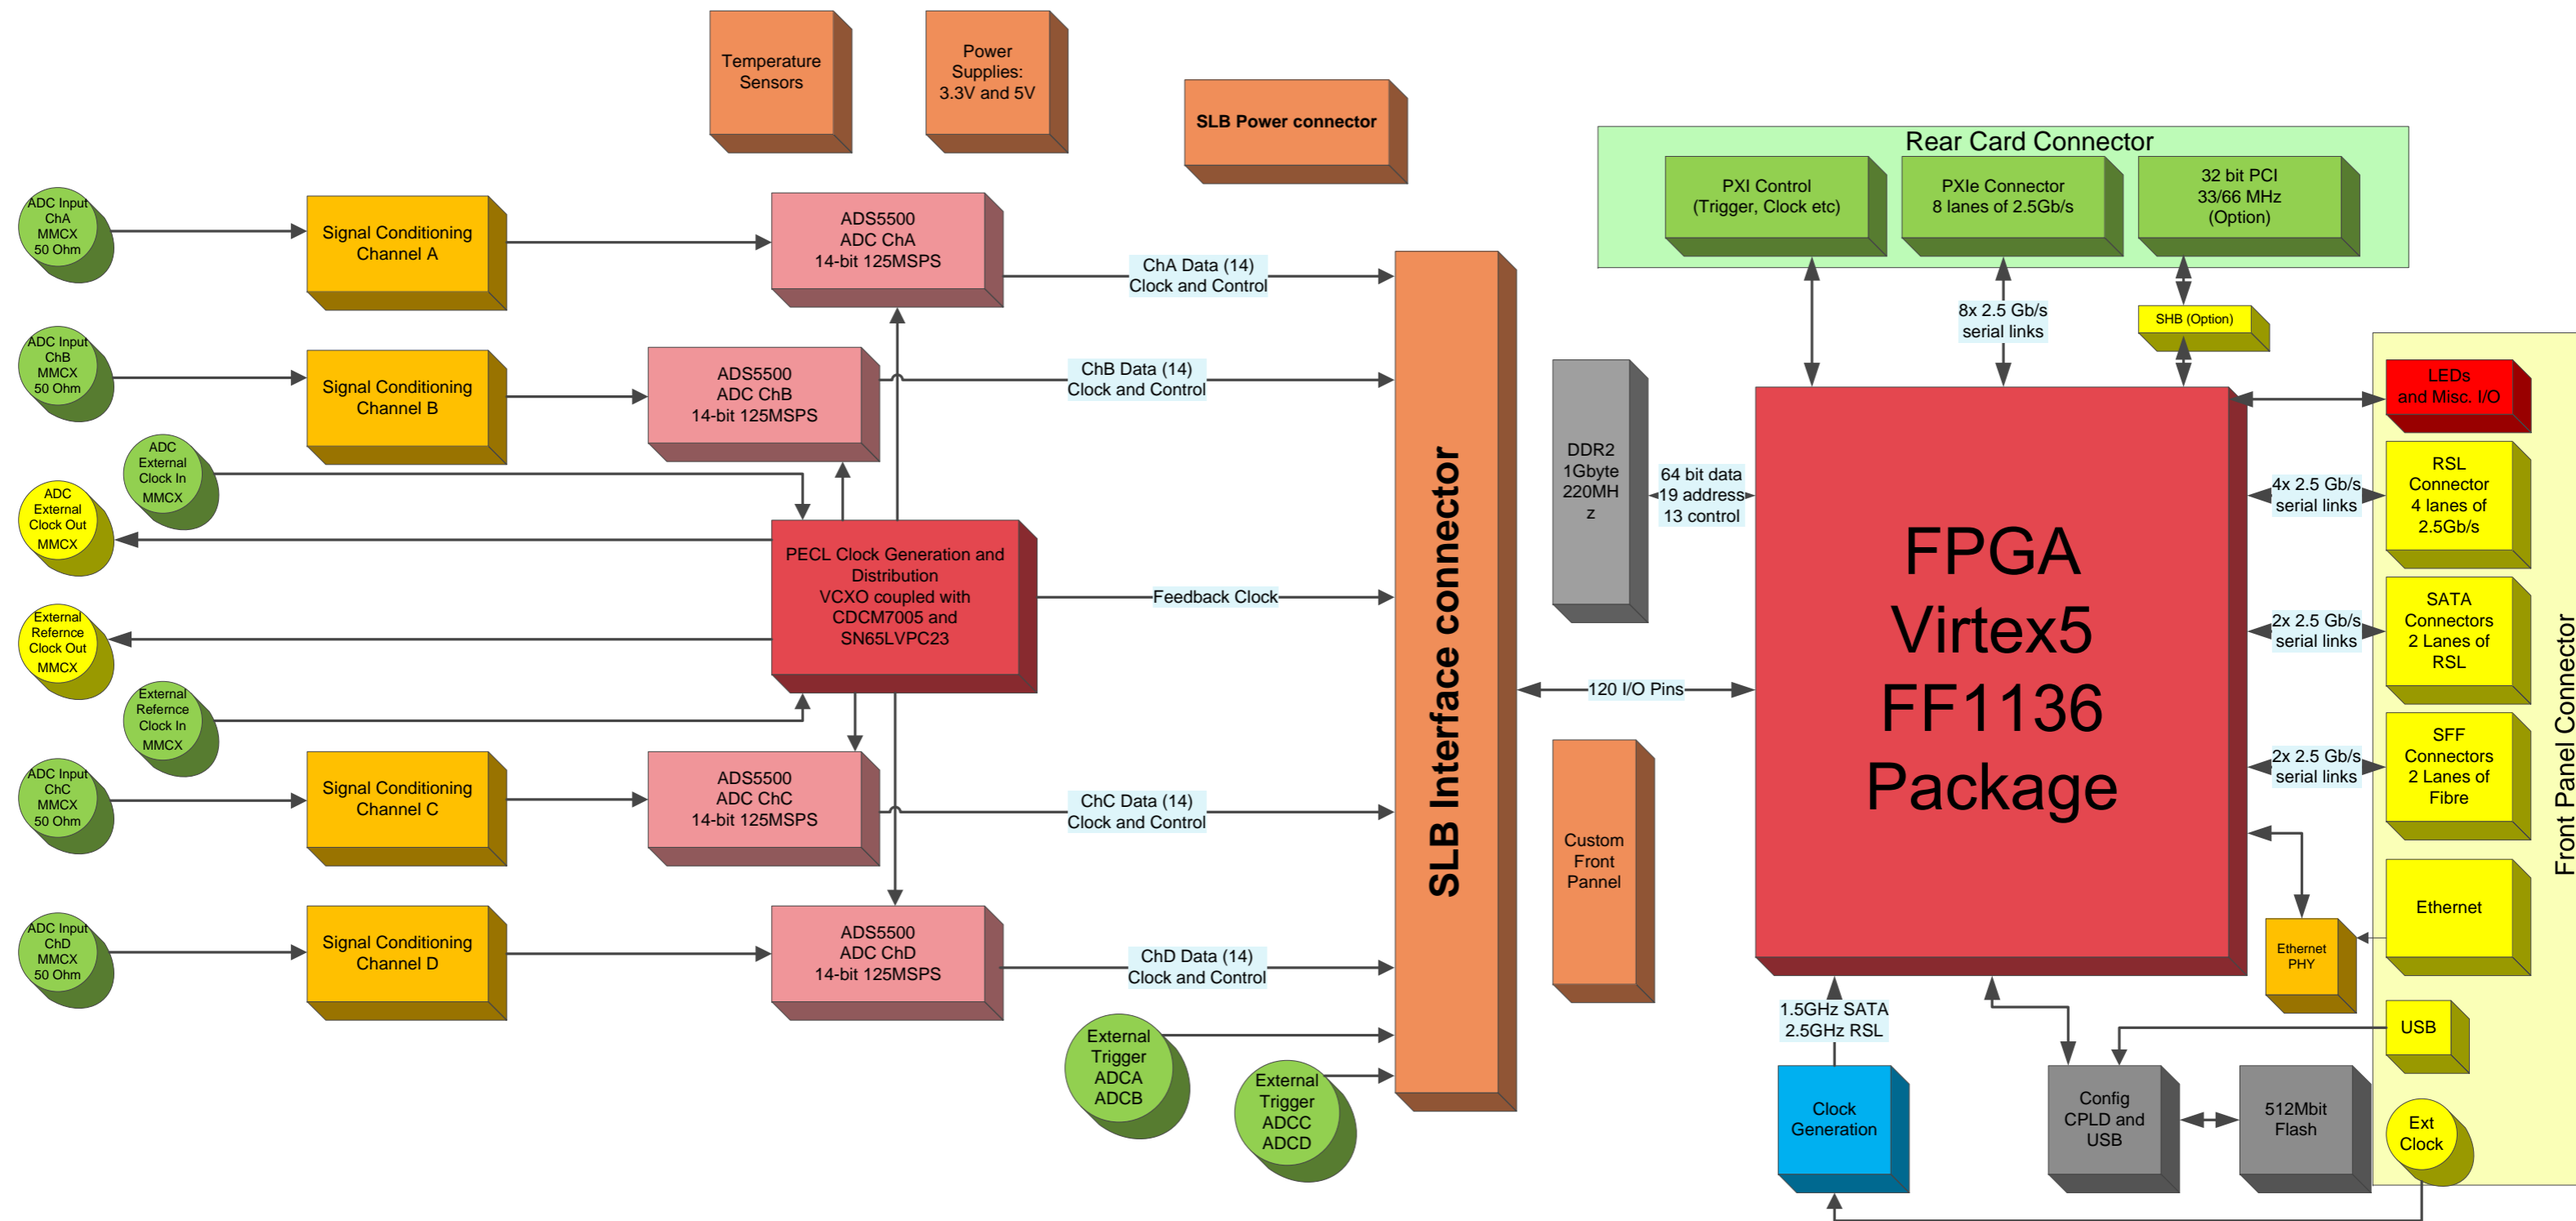 Temperature
Sensors
Power
Supplies:
3.3V and 5V
SLB Power connector
Rear Card Connector
PXI Control
(Trigger, Clock etc)
PXIe Connector
8 lanes of 2.5Gb/s
32 bit PCI
33/66 MHz
(Option)
ADC Input
ChA
MMCX
50 Ohm
Signal Conditioning
Channel A
ADS5500
ADC ChA
14-bit 125MSPS
ChA Data (14)
Clock and Control
8x 2.5 Gb/s
serial links
SHB (Option)
ADC Input
ChB
MMCX
50 Ohm
Signal Conditioning
Channel B
ADS5500
ADC ChB
14-bit 125MSPS
ChB Data (14)
Clock and Control
ADC
External
Clock In
MMCX
ADC
External
Clock Out
MMCX
PECL Clock Generation and
Distribution
VCXO coupled with
CDCM7005 and
SN65LVPC23
Feedback Clock
External
Refernce
Clock Out
MMCX
External
Refernce
Clock In
MMCX
ADC Input
ChC
MMCX
50 Ohm
Signal Conditioning
Channel C
ADS5500
ADC ChC
14-bit 125MSPS
ChC Data (14)
Clock and Control
ADC Input
ChD
MMCX
50 Ohm
Signal Conditioning
Channel D
ADS5500
ADC ChD
14-bit 125MSPS
ChD Data (14)
Clock and Control
External
Trigger
ADCA
ADCB
External
Trigger
ADCC
ADCD
SLB Interface connector
DDR2
1Gbyte
220MH
z
64 bit data
19 address
13 control
120 I/O Pins
Custom
Front
Pannel
FPGA
Virtex5
FF1136
Package
LEDs
and Misc. I/O
4x 2.5 Gb/s
serial links
RSL
Connector
4 lanes of
2.5Gb/s
2x 2.5 Gb/s
serial links
SATA
Connectors
2 Lanes of
RSL
2x 2.5 Gb/s
serial links
SFF
Connectors
2 Lanes of
Fibre
Front Panel Connector
Ethernet
Ethernet
PHY
USB
1.5GHz SATA
2.5GHz RSL
Clock
Generation
Config
CPLD and
USB
512Mbit
Flash
Ext
Clock